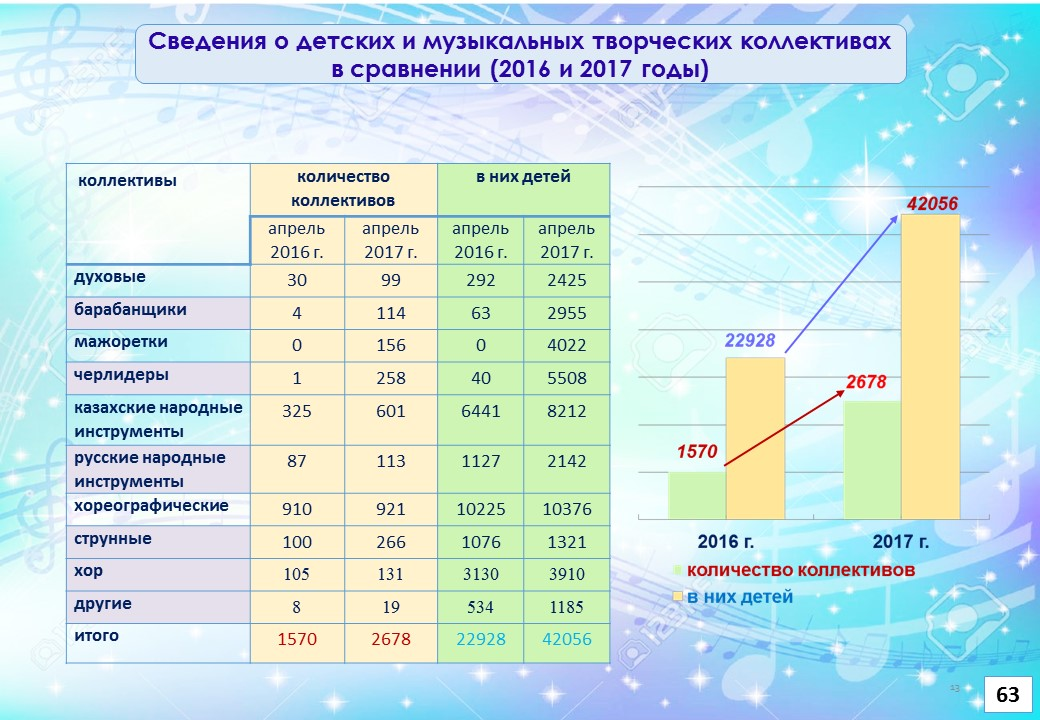 Сведения о детских и музыкальных творческих коллективах
в сравнении (2016 и 2017 годы)
коллективы количество коллективов в них детей
апрель 2016 г. апрель 2017 г. апрель 2016 г. апрель 2017 г.
духовые 30 99 292 2425
барабанщики 4 114 63 2955
мажоретки 0 156 0 4022
черлидеры 1 258 40 5508
казахские народные инструменты 325 601 6441 8212
русские народные инструменты 87 113 1127 2142
хореографические 910 921 10225 10376
струнные 100 266 1076 1321
хор 105 131 3130 3910
другие 8 19 534 1185
итого 1570 2678 22928 42056
42056
22928
2678
1570
2016 г. 2017 г.
количество коллективов
в них детей
13
63